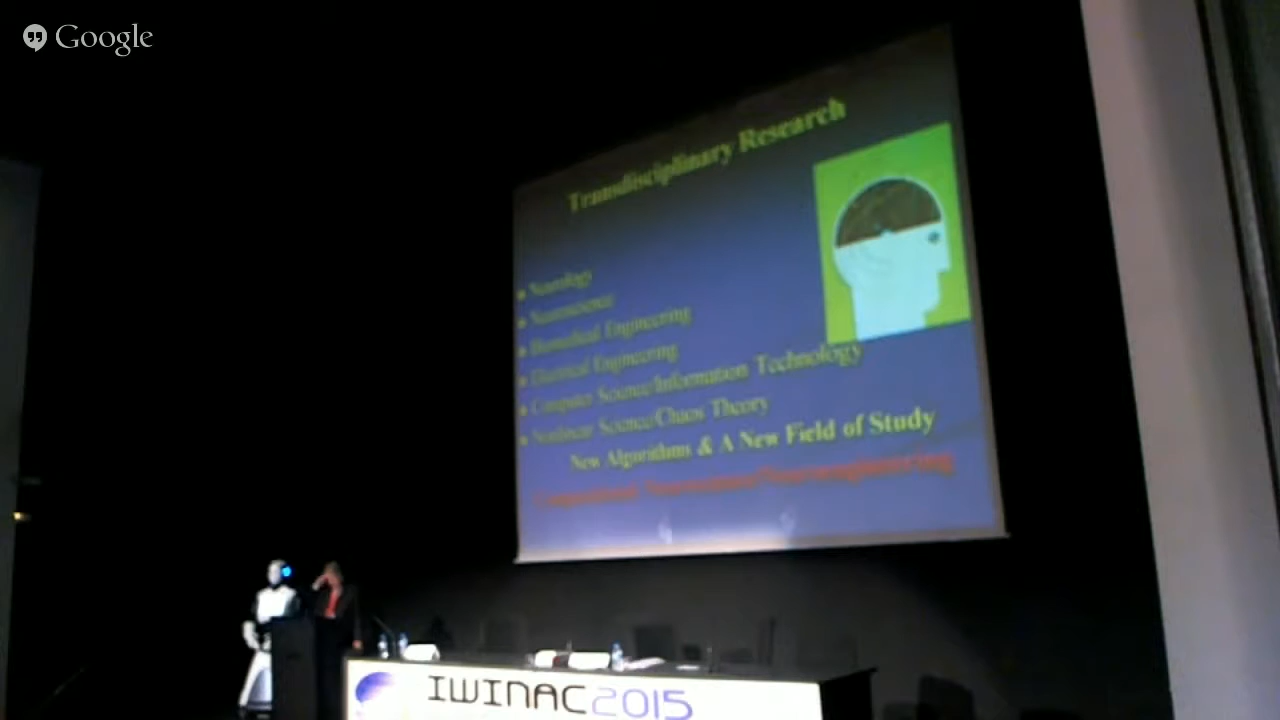 Google
Transdisciplinary Research
Neurology
Neuroscience
Biomedical Engineering
Electrical Engineering
Computer Science/Information Technology
Nonlinear Science/Chaos Theory
New Algorithms & A New Field of Study
IWINAC2015